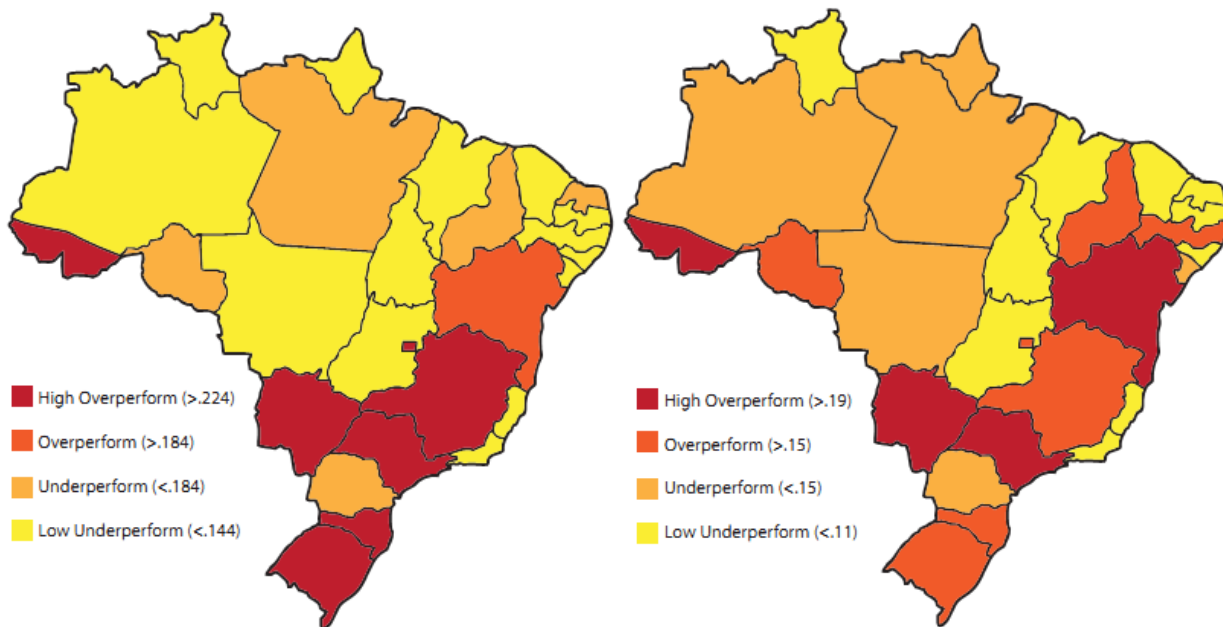 High Overperform (>.224)
Overperform (>.184)
Underperform (<.184)
Low Underperform (<.144)
High Overperform (>.19)
Overperform (>.15)
Underperform (<.15)
Low Underperform (<.11)